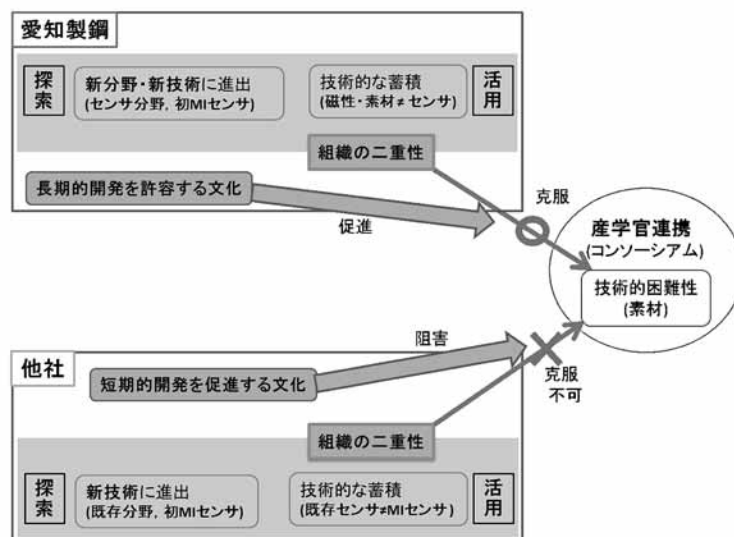 愛知製鋼
探索
新分野・新技術に進出
(センサ分野, 初MIセンサ)
技術的な蓄積
(磁性・素材≠センサ)
活用
組織の二重性
長期的開発を許容する文化
促進
克服
産学官連携
(コンソーシアム)
技術的困難性
(素材)
他社
阻害
短期的開発を促進する文化
克服
不可
組織の二重性
探索
新技術に進出
(既存分野, 初MIセンサ)
技術的な蓄積
(既存センサ≠MIセンサ)
活用